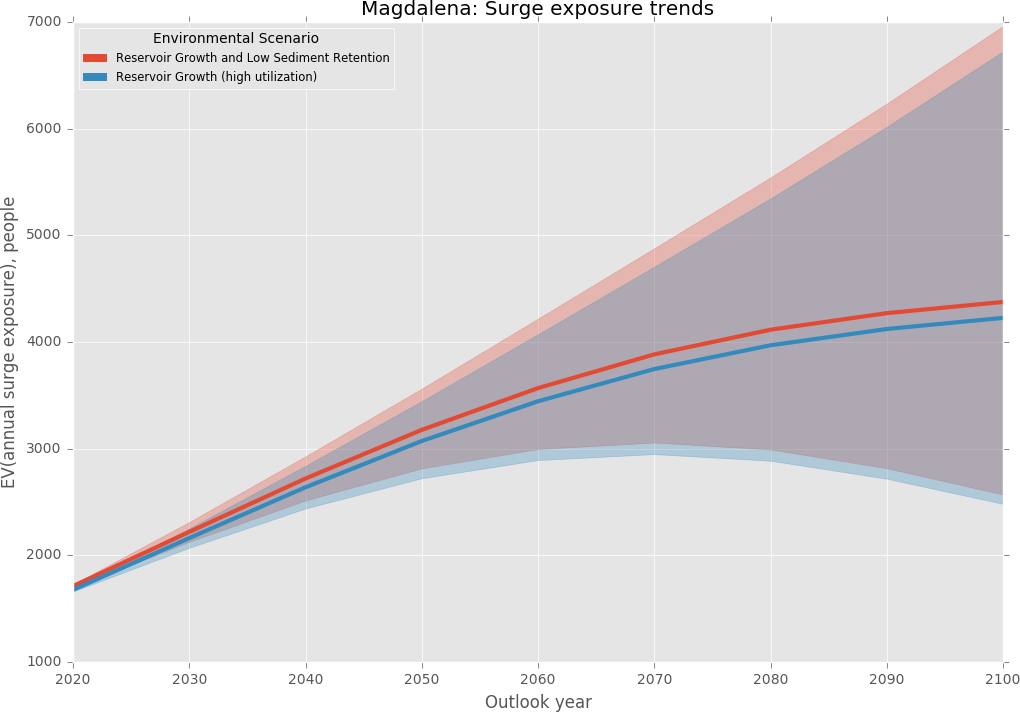 Magdalena: Surge exposure trends
7000
6000
5000
4000
3000
2000
1000
EV(annual surge exposure), people
Environmental Scenario
Reservoir Growth and Low Sediment Retention
Reservoir Growth (high utilization)
2020 2030 2040 2050 2060 2070 2080 2090 2100
Outlook year